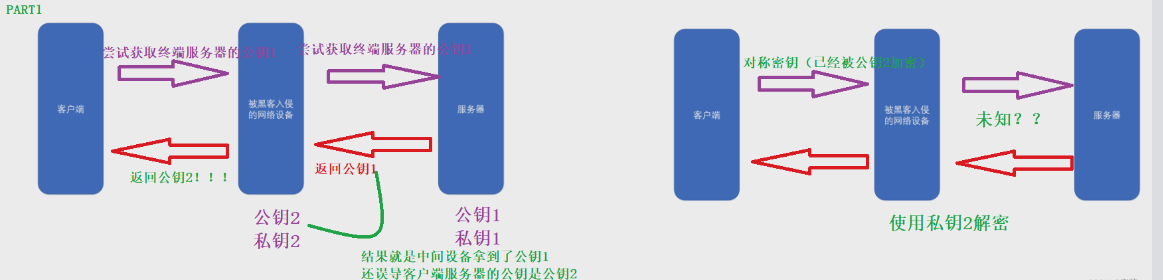 PART1
尝试获取终端服务器的公钥1
尝试获取终端服务器的公钥1
客户端
被黑客入侵
的网络设备
服务器
返回公钥2！！！
返回公钥1
公钥2
私钥2
公钥1
私钥1
结果就是中间设备拿到了公钥1
还误导客户端服务器的公钥是公钥2
对称密钥（已经被公钥2加密）
客户端
被黑客入侵
的网络设备
服务器
未知？？
使用私钥2解密